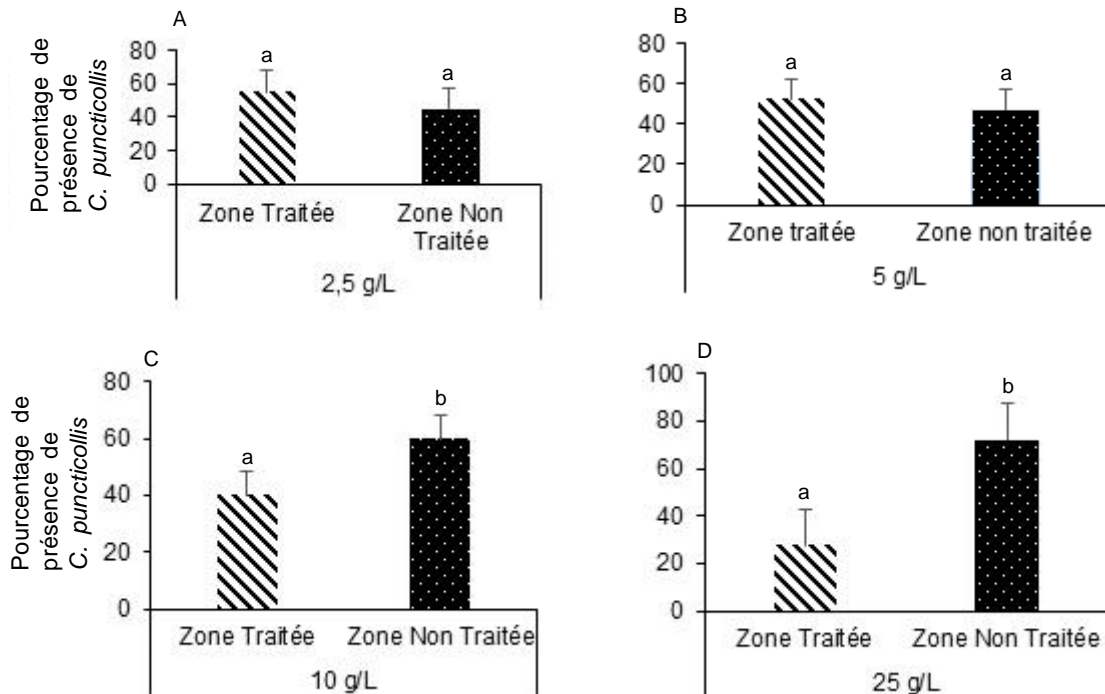 A
Pourcentage de
présence de
C. puncticollis
80
60
40
20
0
a
a
Zone Traitée
Zone Non
Traitée
2,5 g/L
B
80
60
40
20
0
a
a
Zone traitée
Zone non traitée
5 g/L
C
Pourcentage de
présence de
C. puncticollis
80
60
40
20
0
a
b
Zone Traitée
Zone Non Traitée
10 g/L
D
100
80
60
40
20
0
a
b
Zone Traitée
Zone Non Traitée
25 g/L